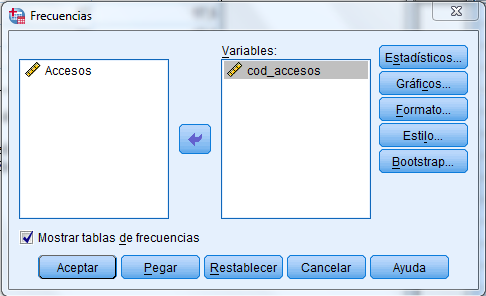 Frecuencias
Variables:
Accesos
cod_accesos
Estadísticos...
Gráficos...
Formato...
Estilo...
Bootstrap...
Mostrar tablas de frecuencias
Aceptar Pegar Restablecer Cancelar Ayuda